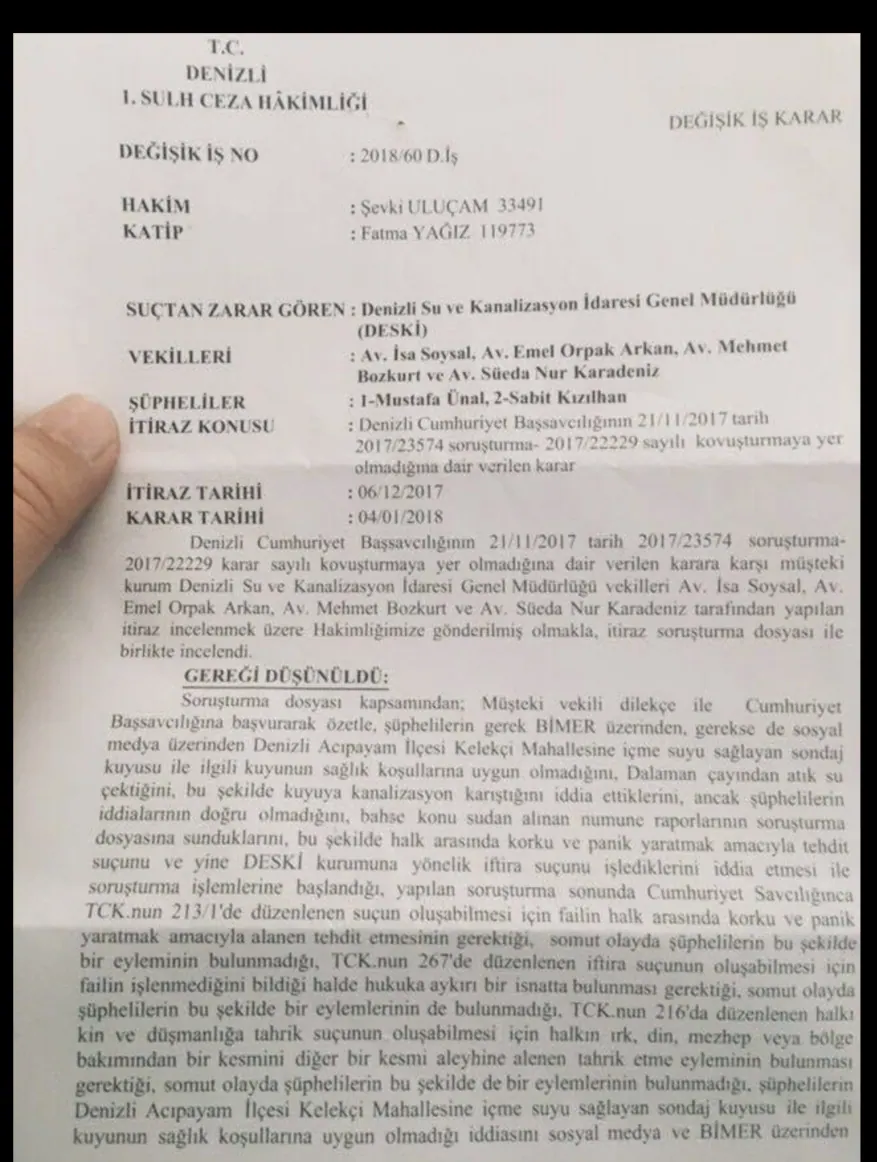 T.C.
DENİZLİ
1. SULH CEZA HÂKİMLİĞİ
DEĞİŞİK İŞ KARAR
DEĞİŞİK İŞ NO : 2018/60 D.İş
HAKİM : Şevki ULUÇAM 33491
KATİP : Fatma YAĞIZ 119773
SUÇTAN ZARAR GÖREN : Denizli Su ve Kanalizasyon İdaresi Genel Müdürlüğü
(DESKİ)
VEKİLLERİ : Av. İsa Soysal, Av. Emel Orpak Arkan, Av. Mehmet
Bozkurt ve Av. Süeda Nur Karadeniz
ŞÜPHELİLER : 1-Mustafa Ünal, 2-Sabit Kızılhan
İTİRAZ KONUSU : Denizli Cumhuriyet Başsavcılığının 21/11/2017 tarih
2017/23574 soruşturma- 2017/22229 sayılı kovuşturmaya yer
olmadığına dair verilen karar
İTİRAZ TARİHİ : 06/12/2017
KARAR TARİHİ : 04/01/2018
Denizli Cumhuriyet Başsavcılığının 21/11/2017 tarih 2017/23574 soruşturma-
2017/22229 karar sayılı kovuşturmaya yer olmadığına dair verilen karara karşı müşteki
kurum Denizli Su ve Kanalizasyon İdaresi Genel Müdürlüğü vekilleri Av. İsa Soysal, Av.
Emel Orpak Arkan, Av. Mehmet Bozkurt ve Av. Süeda Nur Karadeniz tarafından yapılan
itiraz incelenmek üzere Hakimliğimize gönderilmiş olmakla, itiraz soruşturma dosyası ile
birlikte incelendi.
GEREĞİ DÜŞÜNÜLDÜ:
Soruşturma dosyası kapsamından; Müşteki vekili dilekçe ile Cumhuriyet
Başsavcılığına başvurarak özetle, şüphelilerin gerek BİMER üzerinden, gerekse de sosyal
medya üzerinden Denizli Acıpayam İlçesi Kelekçi Mahallesine içme suyu sağlayan sondaj
kuyusu ile ilgili kuyunun sağlık koşullarına uygun olmadığını, Dalaman çayından atık su
çektiğini, bu şekilde kuyuya kanalizasyon karıştığını iddia ettiklerini, ancak şüphelilerin
iddialarının doğru olmadığını, bahse konu sudan alınan numune raporlarının soruşturma
dosyasına sunduklarını, bu şekilde halk arasında korku ve panik yaratmak amacıyla tehdit
suçunu ve yine DESKİ kurumuna yönelik iftira suçunu işlediklerini iddia etmesi ile
soruşturma işlemlerine başlandığı, yapılan soruşturma sonunda Cumhuriyet Savcılığınca
TCK.nun 213/1'de düzenlenen suçun oluşabilmesi için failin halk arasında korku ve panik
yaratmak amacıyla alanen tehdit etmesinin gerektiği, somut olayda şüphelilerin bu şekilde
bir eyleminin bulunmadığı, TCK.nun 267'de düzenlenen iftira suçunun oluşabilmesi için
failin işlenmediğini bildiği halde hukuka aykırı bir isnatta bulunması gerektiği, somut olayda
şüphelilerin bu şekilde bir eylemlerinin de bulunmadığı, TCK.nun 216'da düzenlenen halkı
kin ve düşmanlığa tahrik suçunun oluşabilmesi için halkın ırk, din, mezhep veya bölge
bakımından bir kesmini diğer bir kesmi aleyhine alenen tahrik etme eyleminin bulunması
gerektiği, somut olayda şüphelilerin bu şekilde de bir eylemlerinin bulunmadığı, şüphelilerin
Denizli Acıpayam İlçesi Kelekçi Mahallesine içme suyu sağlayan sondaj kuyusu ile ilgili
kuyunun sağlık koşullarına uygun olmadığı iddiasını sosyal medya ve BİMER üzerinden